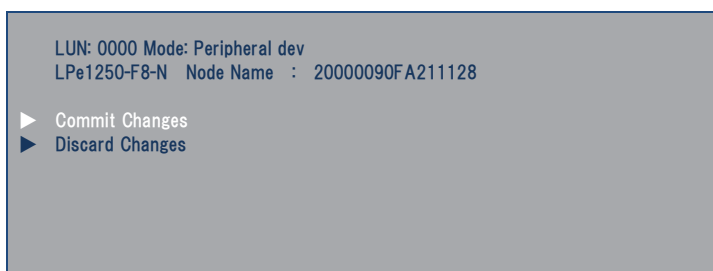 LUN: 0000 Mode: Peripheral dev
LPe1250-F8-N Node Name : 20000090FA211128
▶ Commit Changes
▶ Discard Changes